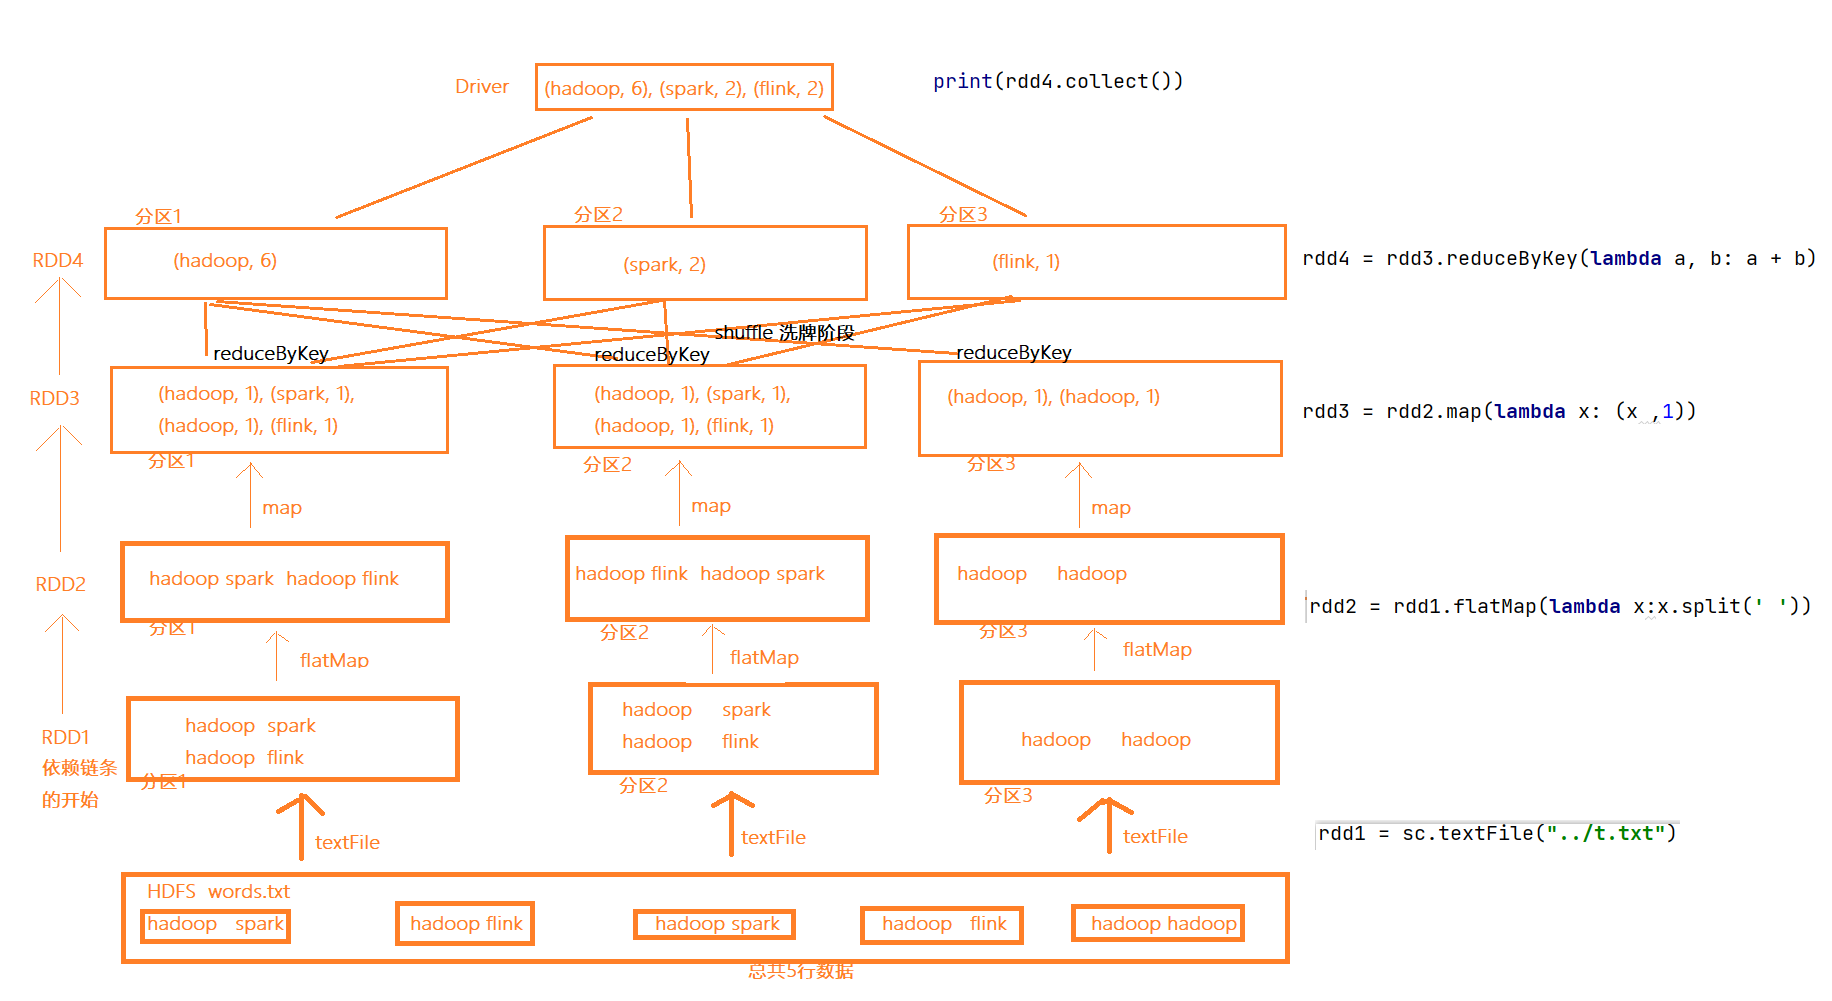 Driver
(hadoop, 6), (spark, 2), (flink, 2)
print(rdd4.collect())
分区1
分区2
分区3
RDD4
(hadoop, 6)
(spark, 2)
(flink, 1)
rdd4 = rdd3.reduceByKey(lambda a, b: a + b)
shuffle 洗牌阶段
reduceByKey
reduceByKey
reduceByKey
RDD3
(hadoop, 1), (spark, 1),
(hadoop, 1), (flink, 1)
(hadoop, 1), (spark, 1),
(hadoop, 1), (flink, 1)
(hadoop, 1), (hadoop, 1)
rdd3 = rdd2.map(lambda x: (x ,1))
分区1
分区2
分区3
map
map
map
RDD2
hadoop spark hadoop flink
hadoop flink hadoop spark
hadoop hadoop
rdd2 = rdd1.flatMap(lambda x:x.split(' '))
分区1
分区2
分区3
flatMap
flatMap
flatMap
RDD1
依赖链条
的开始
hadoop spark
hadoop flink
hadoop spark
hadoop flink
hadoop hadoop
分区1
分区2
分区3
textFile
textFile
textFile
rdd1 = sc.textFile("../t.txt")
HDFS words.txt
hadoop spark
hadoop flink
hadoop spark
hadoop flink
hadoop hadoop
总共5行数据